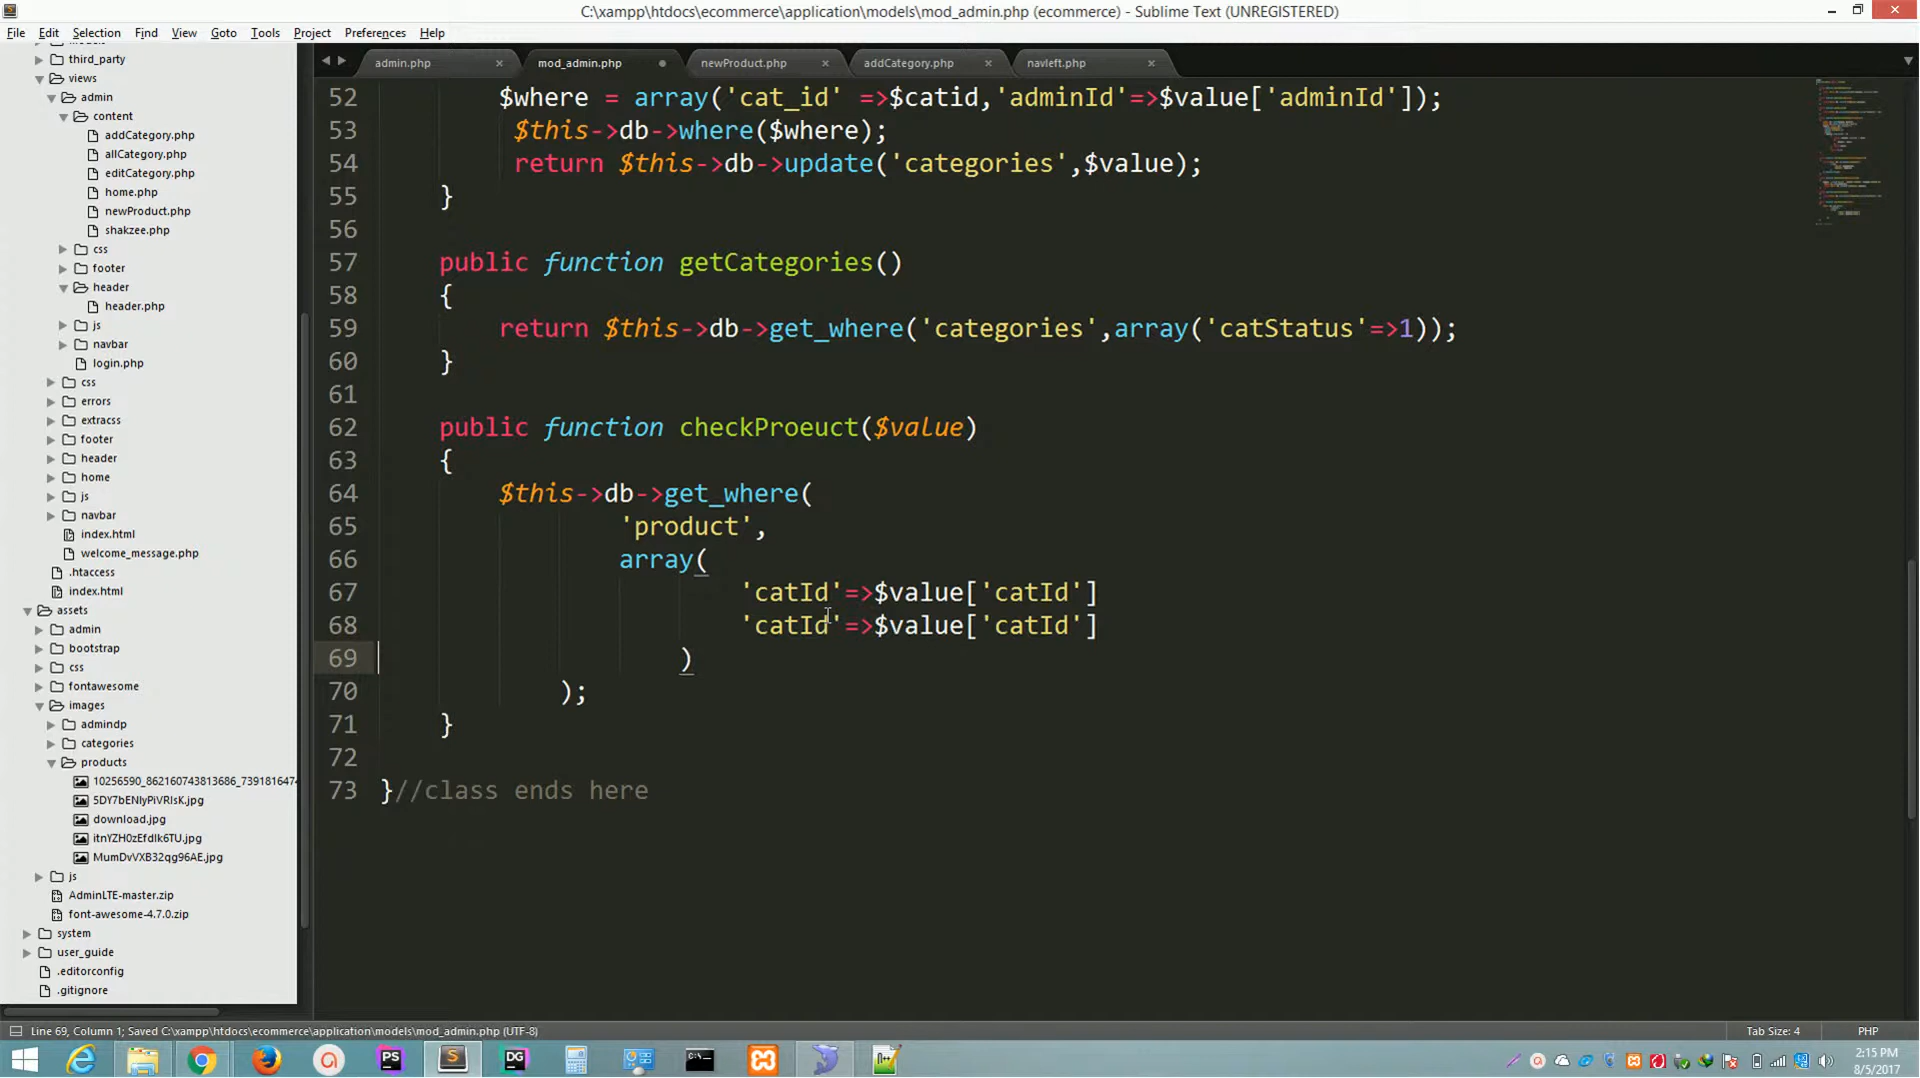 C:\xampp\htdocs\ecommerce\application\models\mod_admin.php (ecommerce) - Sublime Text (UNREGISTERED)
File Edit Selection Find View Goto Tools Project Preferences Help
third_party
views
admin
content
addCategory.php
allCategory.php
editCategory.php
home.php
newProduct.php
shakzee.php
css
footer
header
header.php
js
navbar
login.php
css
errors
extracss
footer
header
home
js
navbar
index.html
welcome_message.php
.htaccess
index.html
assets
admin
bootstrap
css
fontawesome
images
admindp
categories
products
10256590_862160743813686_7391816474
5DY7bENlyPiVRIsK.jpg
download.jpg
itnYZH0zEfdIk6TU.jpg
MumDvVXB32qg96AE.jpg
js
AdminLTE-master.zip
font-awesome-4.7.0.zip
system
user_guide
.editorconfig
.gitignore
admin.php mod_admin.php newProduct.php addCategory.php navleft.php
52 $where = array('cat_id' =>$catid,'adminId'=>$value['adminId']);
53 $this->db->where($where);
54 return $this->db->update('categories',$value);
55 }
56
57 public function getCategories()
58 {
59 return $this->db->get_where('categories',array('catStatus'=>1));
60 }
61
62 public function checkProeuct($value)
63 {
64 $this->db->get_where(
65 'product',
66 array(
67 'catId'=>$value['catId']
68 'catId'=>$value['catId']
69 )
70 );
71 }
72
73 }//class ends here
Line 69, Column 1; Saved C:\xampp\htdocs\ecommerce\application\models\mod_admin.php (UTF-8)
Tab Size: 4 PHP
2:15 PM
8/5/2017